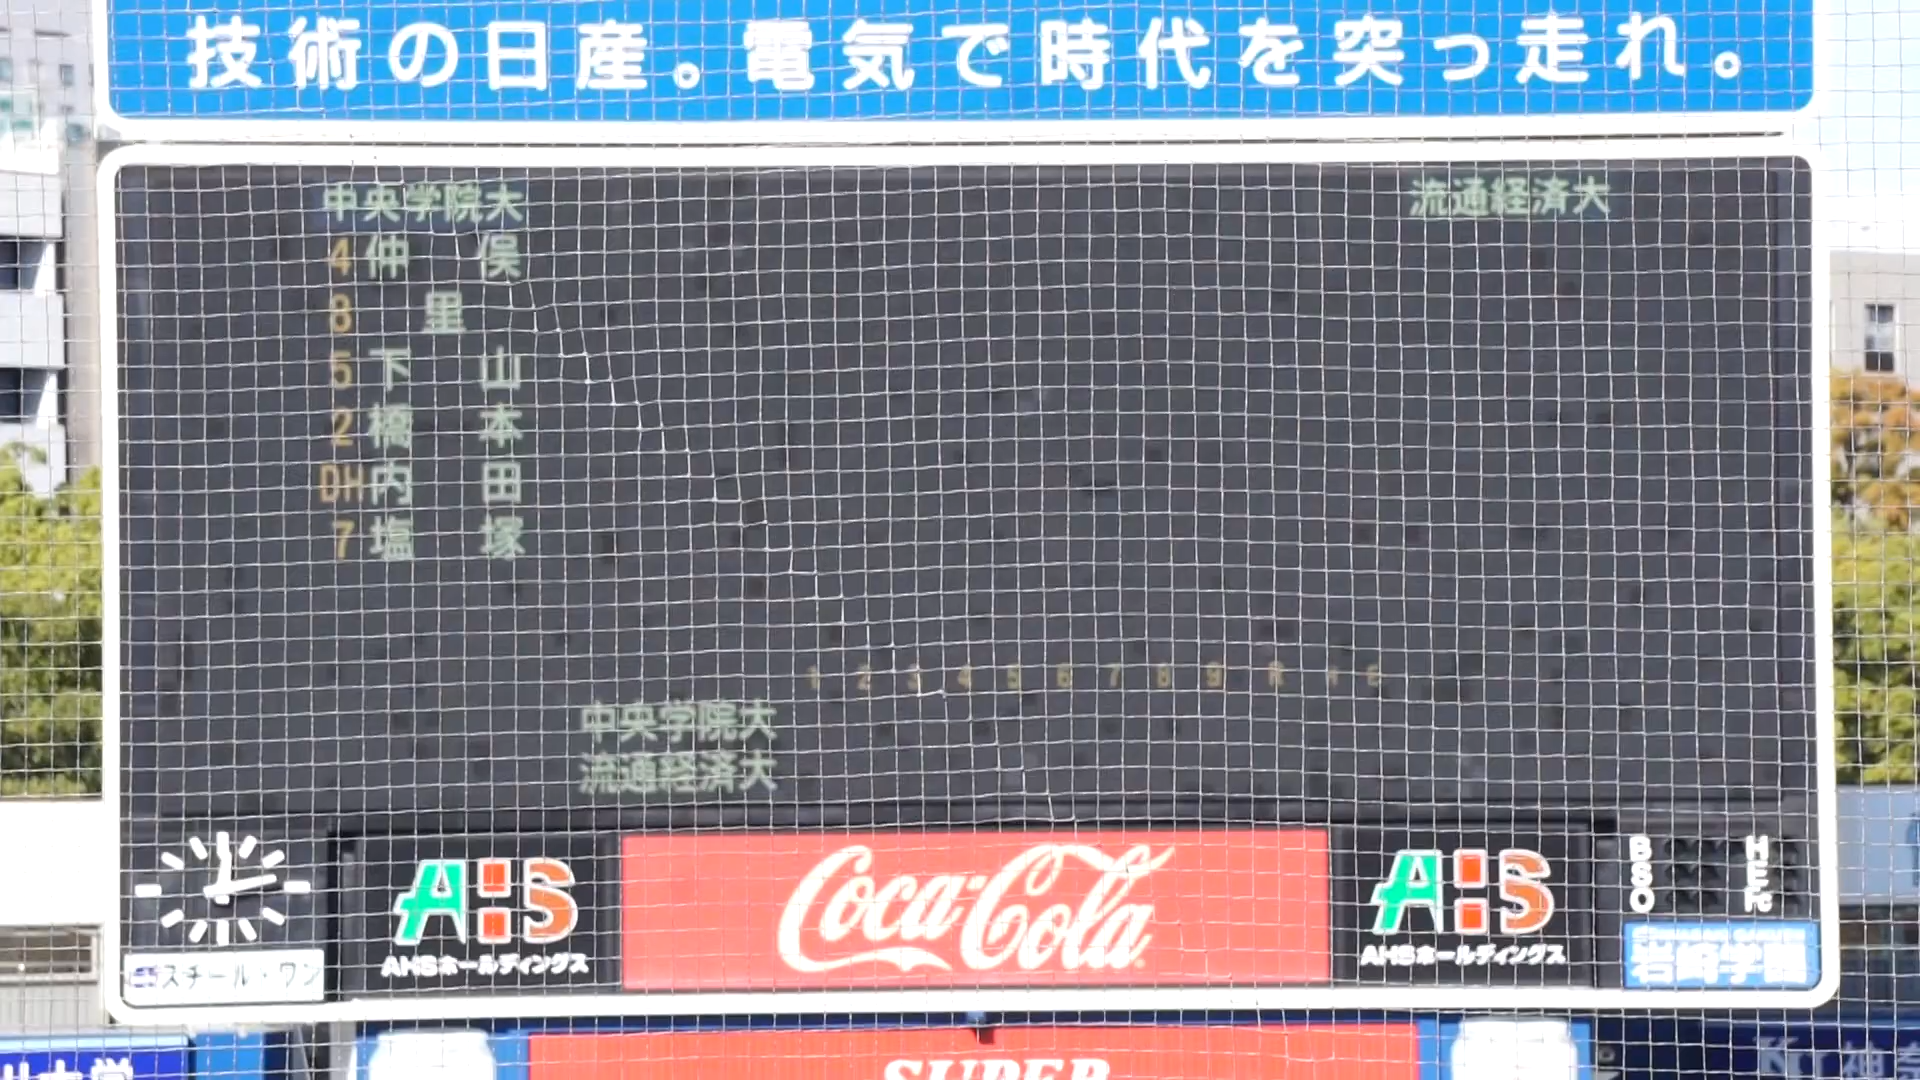 技術の日産。電気で時代を突っ走れ。
中央学院大
流通経済大
4 仲 俣
8 里
5 下 山
2 橋 本
DH 内 田
7 塩 塚
1 2 3 4 5 6 7 8 9 R H E
中央学院大
流通経済大
AHS
AHSホールディングス
Coca-Cola
AHS
AHSホールディングス
B
S
O
H
E
Fc
スチール・ワン
岩崎学園
SUPER
神奈